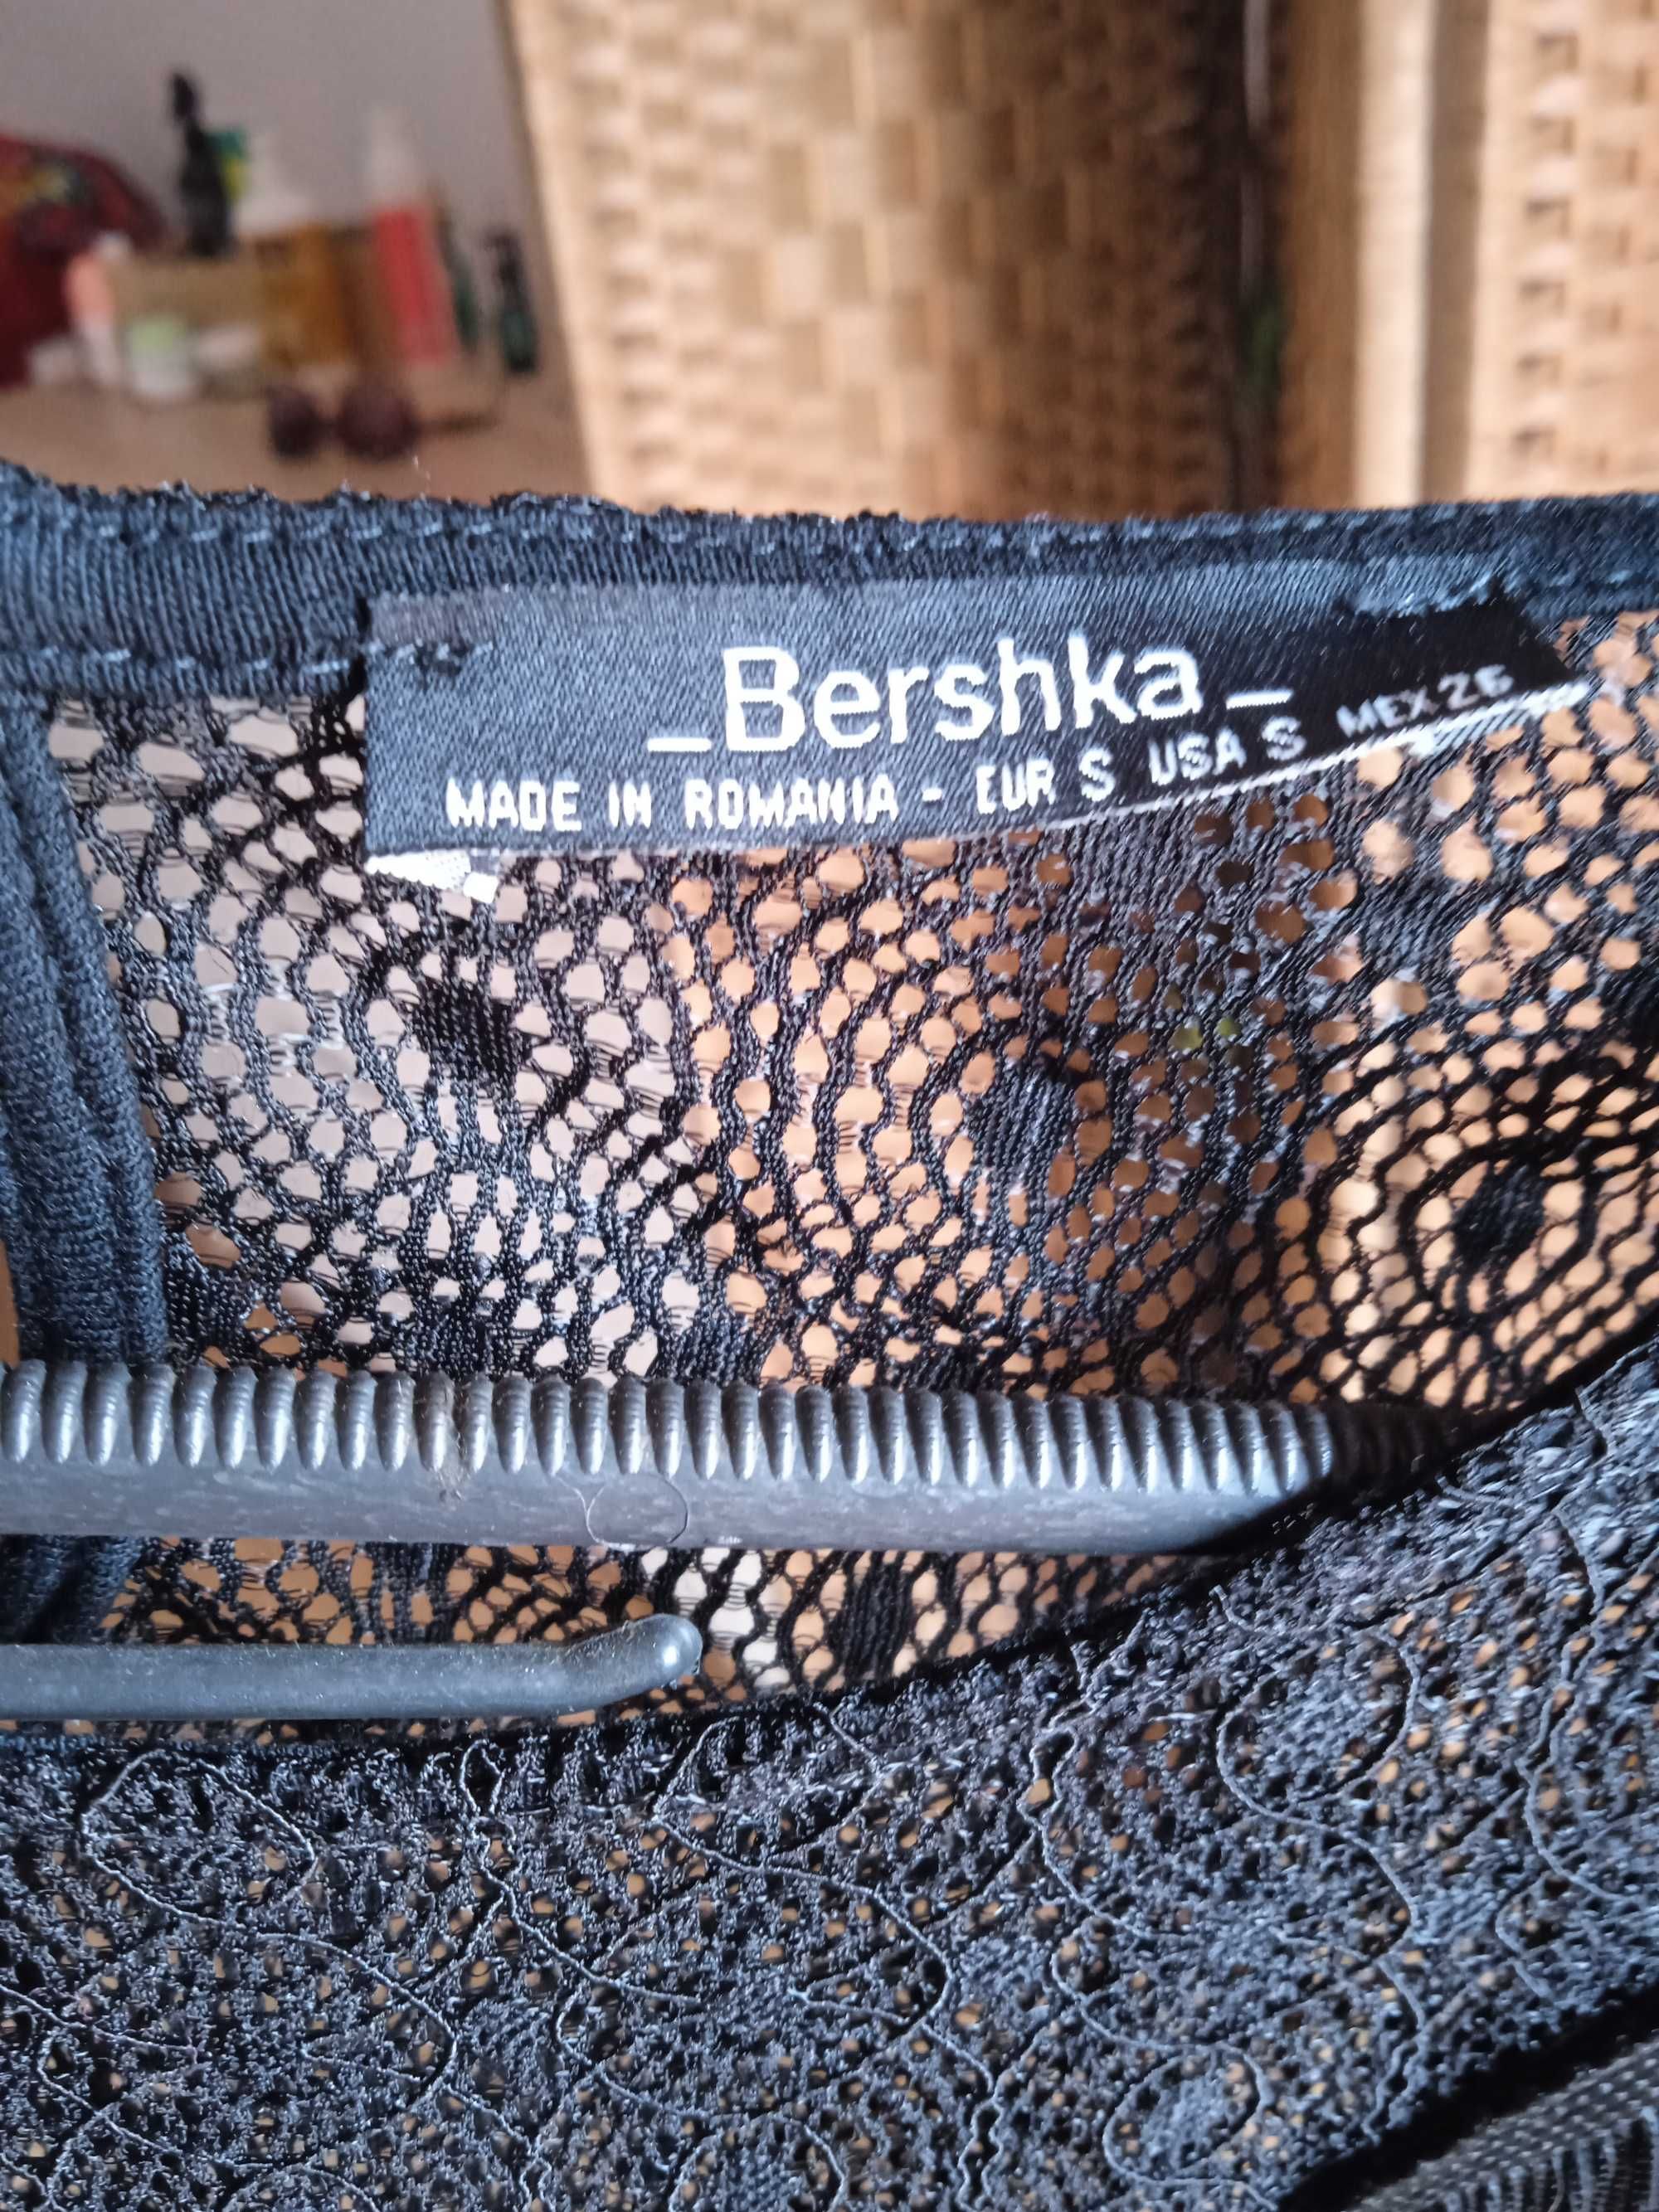 _Bershka_
MADE IN ROMANIA - EUR S USA S MEX 26